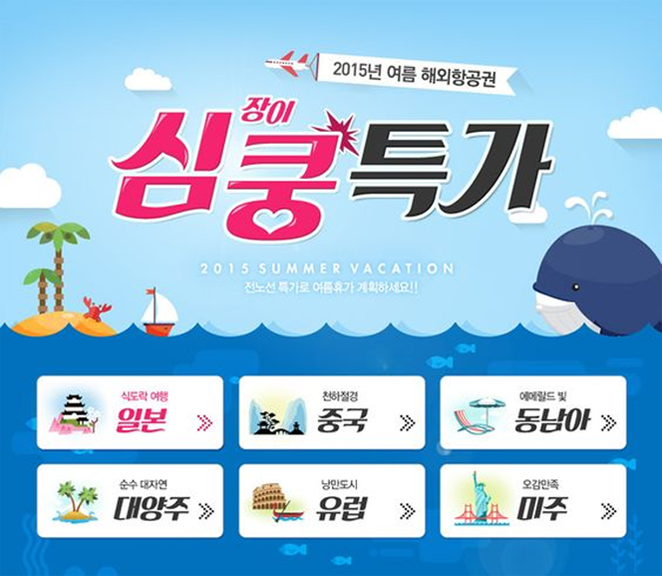 2015년 여름 해외항공권
심장이쿵 특가
2015 SUMMER VACATION
전노선 특가로 여름휴가 계획하세요!!
식도락 여행
일본
천하절경
중국
에메랄드 빛
동남아
순수 대자연
대양주
낭만도시
유럽
오감만족
미주